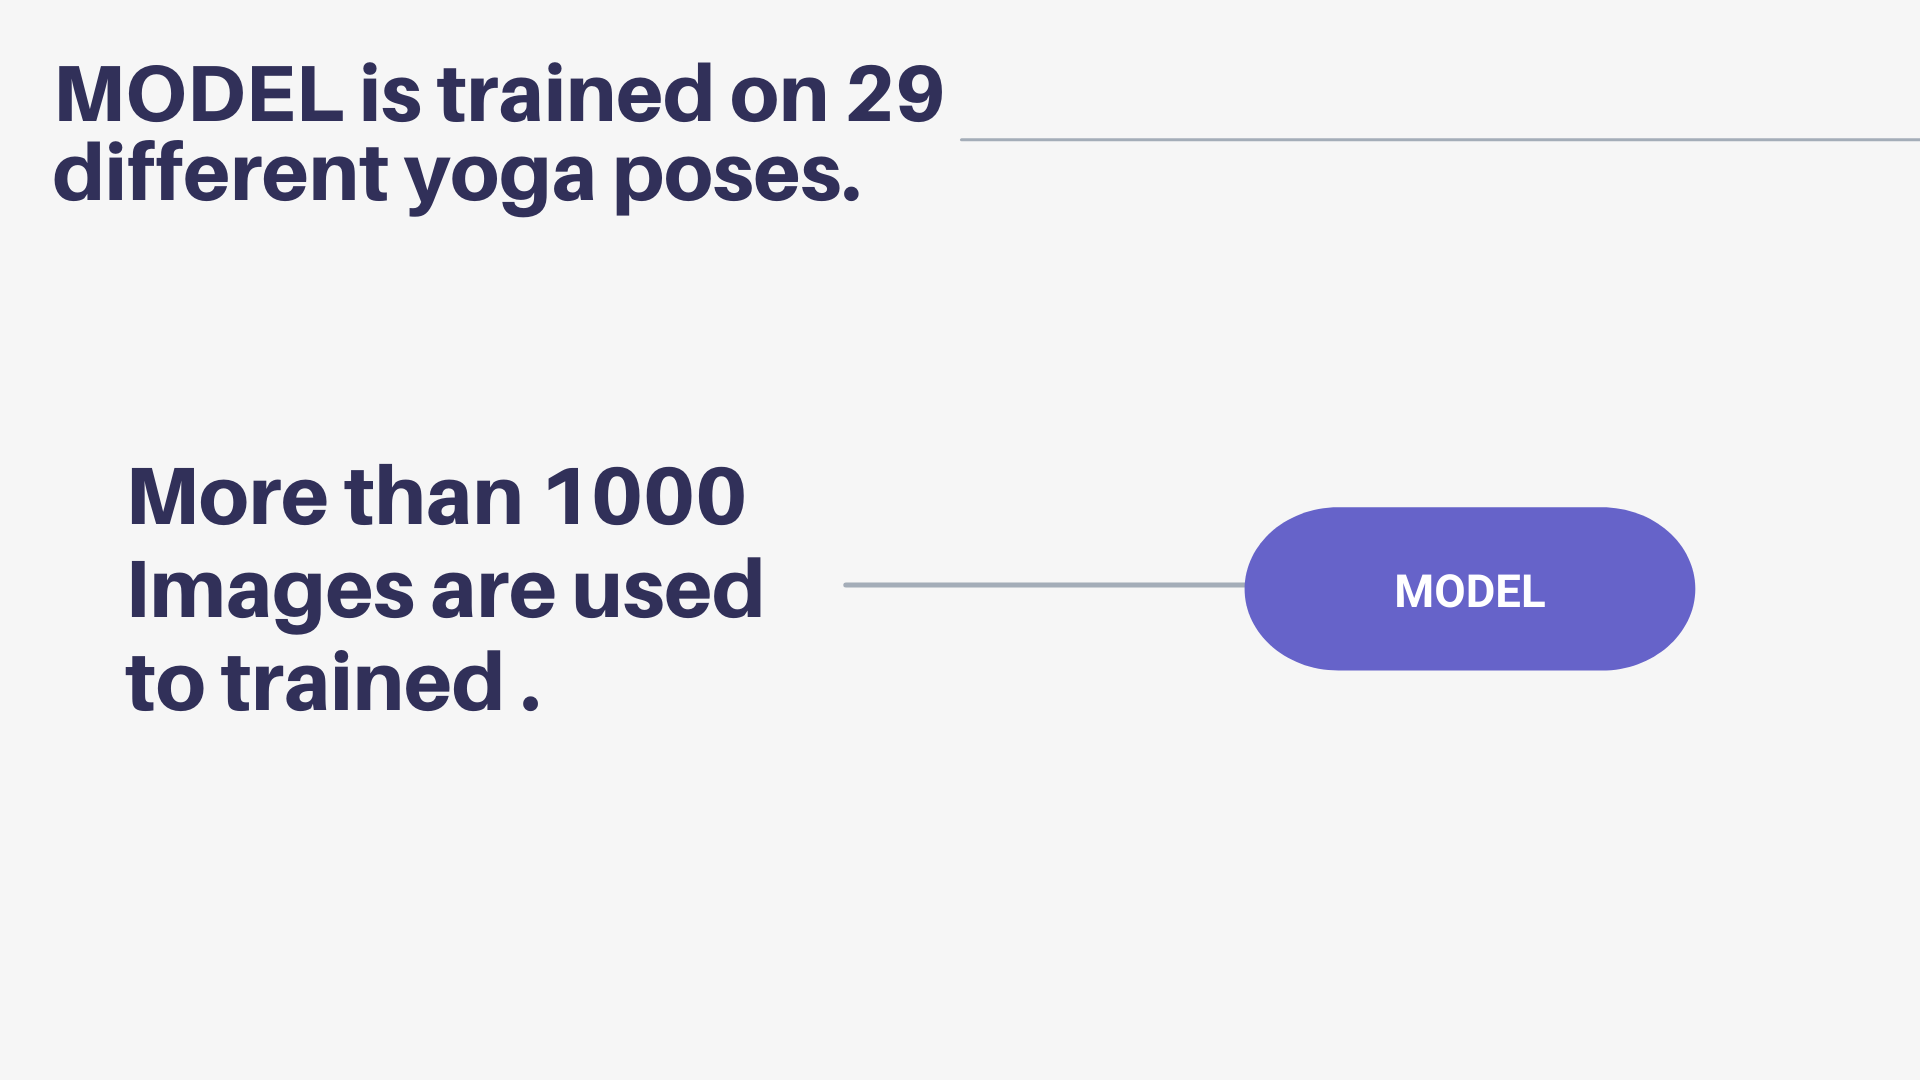 MODEL is trained on 29
different yoga poses.
More than 1000
Images are used
to trained .
MODEL